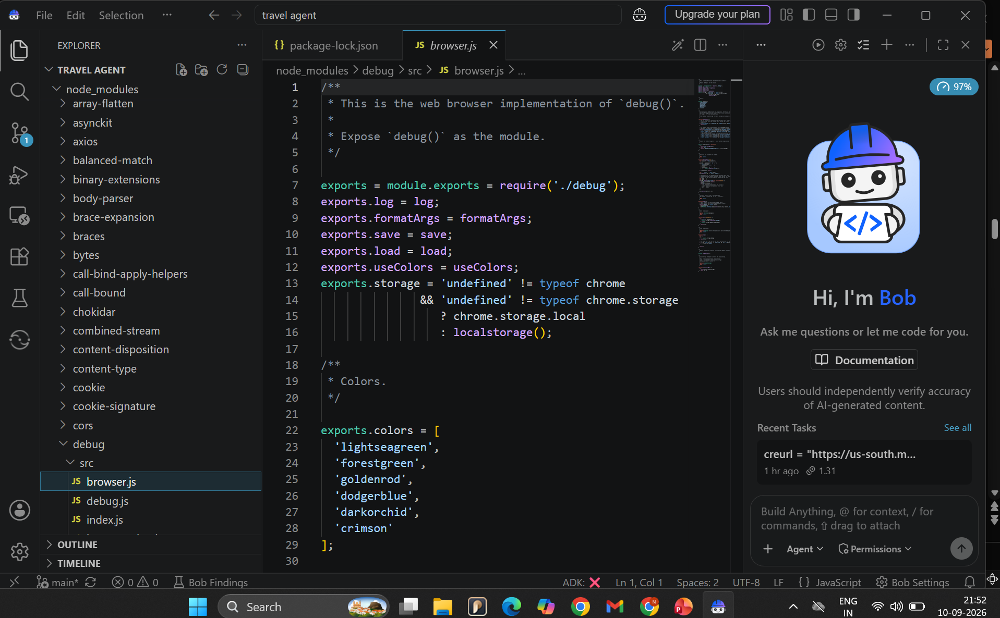 File Edit Selection ··· travel agent Upgrade your plan
EXPLORER
TRAVEL AGENT
node_modules
array-flatten
asynckit
axios
balanced-match
binary-extensions
body-parser
brace-expansion
braces
bytes
call-bind-apply-helpers
call-bound
chokidar
combined-stream
content-disposition
content-type
cookie
cookie-signature
cors
debug
src
JS browser.js
JS debug.js
JS index.js
OUTLINE
TIMELINE
1
{} package-lock.json
JS browser.js
node_modules > debug > src > JS browser.js > ...
1 /**
2  * This is the web browser implementation of `debug()`.
3  *
4  * Expose `debug()` as the module.
5  */
6
7 exports = module.exports = require('./debug');
8 exports.log = log;
9 exports.formatArgs = formatArgs;
10 exports.save = save;
11 exports.load = load;
12 exports.useColors = useColors;
13 exports.storage = 'undefined' != typeof chrome
14                && 'undefined' != typeof chrome.storage
15                   ? chrome.storage.local
16                   : localstorage();
17
18 /**
19  * Colors.
20  */
21
22 exports.colors = [
23   'lightseagreen',
24   'forestgreen',
25   'goldenrod',
26   'dodgerblue',
27   'darkorchid',
28   'crimson'
29 ];
30
97%
</>
Hi, I'm Bob
Ask me questions or let me code for you.
Documentation
Users should independently verify accuracy
of AI-generated content.
Recent Tasks See all
creurl = "https://us-south.m...
1 hr ago 1.31
Build Anything, @ for context, / for
commands, ⇧ drag to attach
Agent Permissions
main* 0 0 Bob Findings ADK: ❌ Ln 1, Col 1 Spaces: 2 UTF-8 LF {} JavaScript Bob Settings
Search
N
P
ENG
IN
21:52
10-09-2026